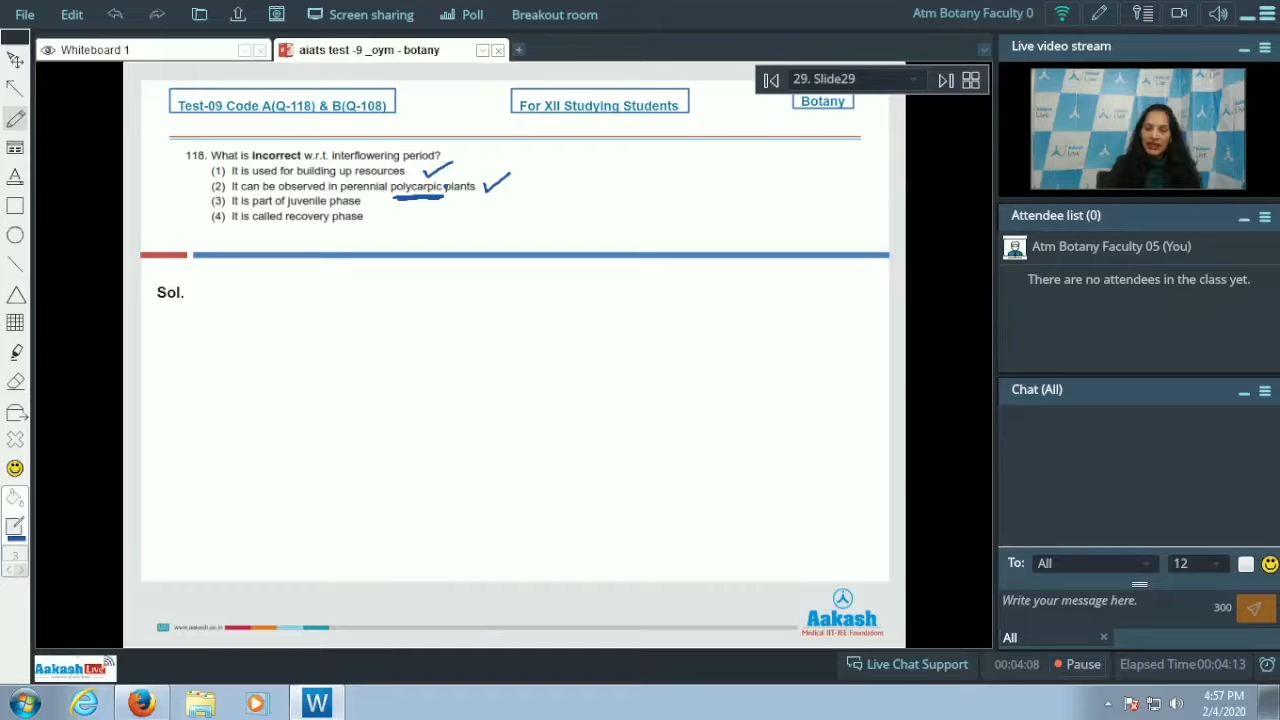 File Edit Screen sharing Poll Breakout room Atm Botany Faculty 0
Whiteboard 1 aiats test -9 _oym - botany
Live video stream
29. Slide29
Test-09 Code A(Q-118) & B(Q-108) For XII Studying Students Botany
118. What is incorrect w.r.t. interflowering period?
(1) It is used for building up resources
(2) It can be observed in perennial polycarpic plants
(3) It is part of juvenile phase
(4) It is called recovery phase
Sol.
Attendee list (0)
Atm Botany Faculty 05 (You)
There are no attendees in the class yet.
Chat (All)
To: All 12
Write your message here. 300
All
3
www.aakash.ac.in
Aakash
Medical IIT-JEE Foundations
Aakash Live
Live Chat Support 00:04:08 Pause Elapsed Time 00:04:13
W
4:57 PM
2/4/2020